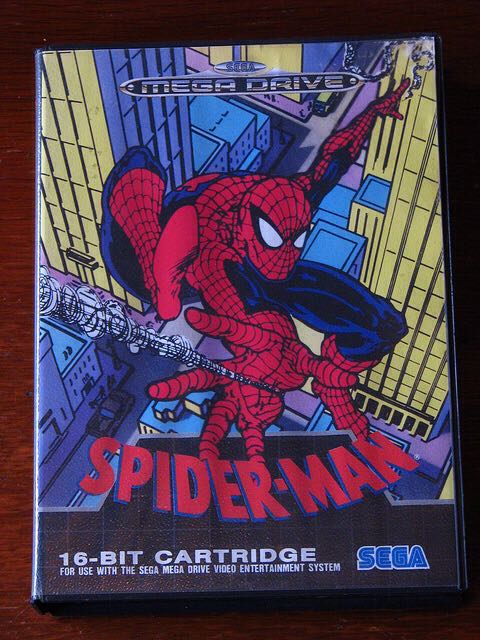 SEGA
MEGA DRIVE
SPIDER-MAN®
16-BIT CARTRIDGE
FOR USE WITH THE SEGA MEGA DRIVE VIDEO ENTERTAINMENT SYSTEM
SEGA